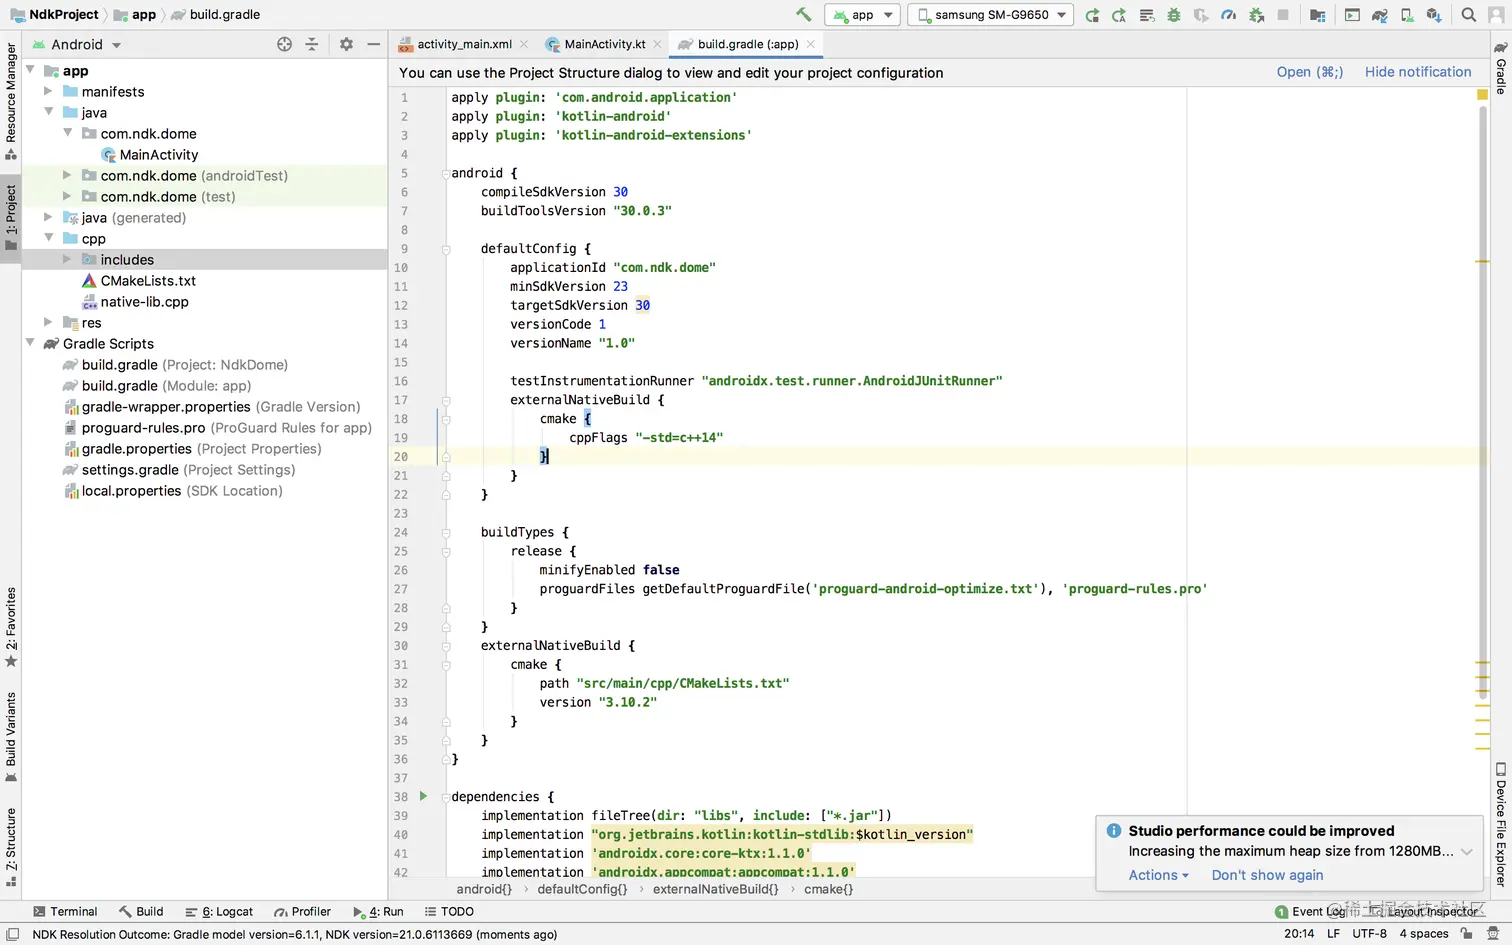 NdkProject app build.gradle app samsung SM-G9650
Android
activity_main.xml MainActivity.kt build.gradle (:app)
You can use the Project Structure dialog to view and edit your project configuration Open (⌘;) Hide notification
Resource Manager
1: Project
2: Favorites
Build Variants
Z: Structure
app
manifests
java
com.ndk.dome
MainActivity
com.ndk.dome (androidTest)
com.ndk.dome (test)
java (generated)
cpp
includes
CMakeLists.txt
native-lib.cpp
res
Gradle Scripts
build.gradle (Project: NdkDome)
build.gradle (Module: app)
gradle-wrapper.properties (Gradle Version)
proguard-rules.pro (ProGuard Rules for app)
gradle.properties (Project Properties)
settings.gradle (Project Settings)
local.properties (SDK Location)
1 apply plugin: 'com.android.application'
2 apply plugin: 'kotlin-android'
3 apply plugin: 'kotlin-android-extensions'
4
5 android {
6 compileSdkVersion 30
7 buildToolsVersion "30.0.3"
8
9 defaultConfig {
10 applicationId "com.ndk.dome"
11 minSdkVersion 23
12 targetSdkVersion 30
13 versionCode 1
14 versionName "1.0"
15
16 testInstrumentationRunner "androidx.test.runner.AndroidJUnitRunner"
17 externalNativeBuild {
18 cmake {
19 cppFlags "-std=c++14"
20 }
21 }
22 }
23
24 buildTypes {
25 release {
26 minifyEnabled false
27 proguardFiles getDefaultProguardFile('proguard-android-optimize.txt'), 'proguard-rules.pro'
28 }
29 }
30 externalNativeBuild {
31 cmake {
32 path "src/main/cpp/CMakeLists.txt"
33 version "3.10.2"
34 }
35 }
36 }
37
38 dependencies {
39 implementation fileTree(dir: "libs", include: ["*.jar"])
40 implementation "org.jetbrains.kotlin:kotlin-stdlib:$kotlin_version"
41 implementation 'androidx.core:core-ktx:1.1.0'
42 implementation 'androidx.appcompat:appcompat:1.1.0'
android{} › defaultConfig{} › externalNativeBuild{} › cmake{}
Gradle
Device File Explorer
Studio performance could be improved
Increasing the maximum heap size from 1280MB...
Actions Don't show again
Terminal Build 6: Logcat Profiler 4: Run TODO 1 Event Log Layout Inspector
@稀土掘金技术社区
NDK Resolution Outcome: Gradle model version=6.1.1, NDK version=21.0.6113669 (moments ago) 20:14 LF UTF-8 4 spaces